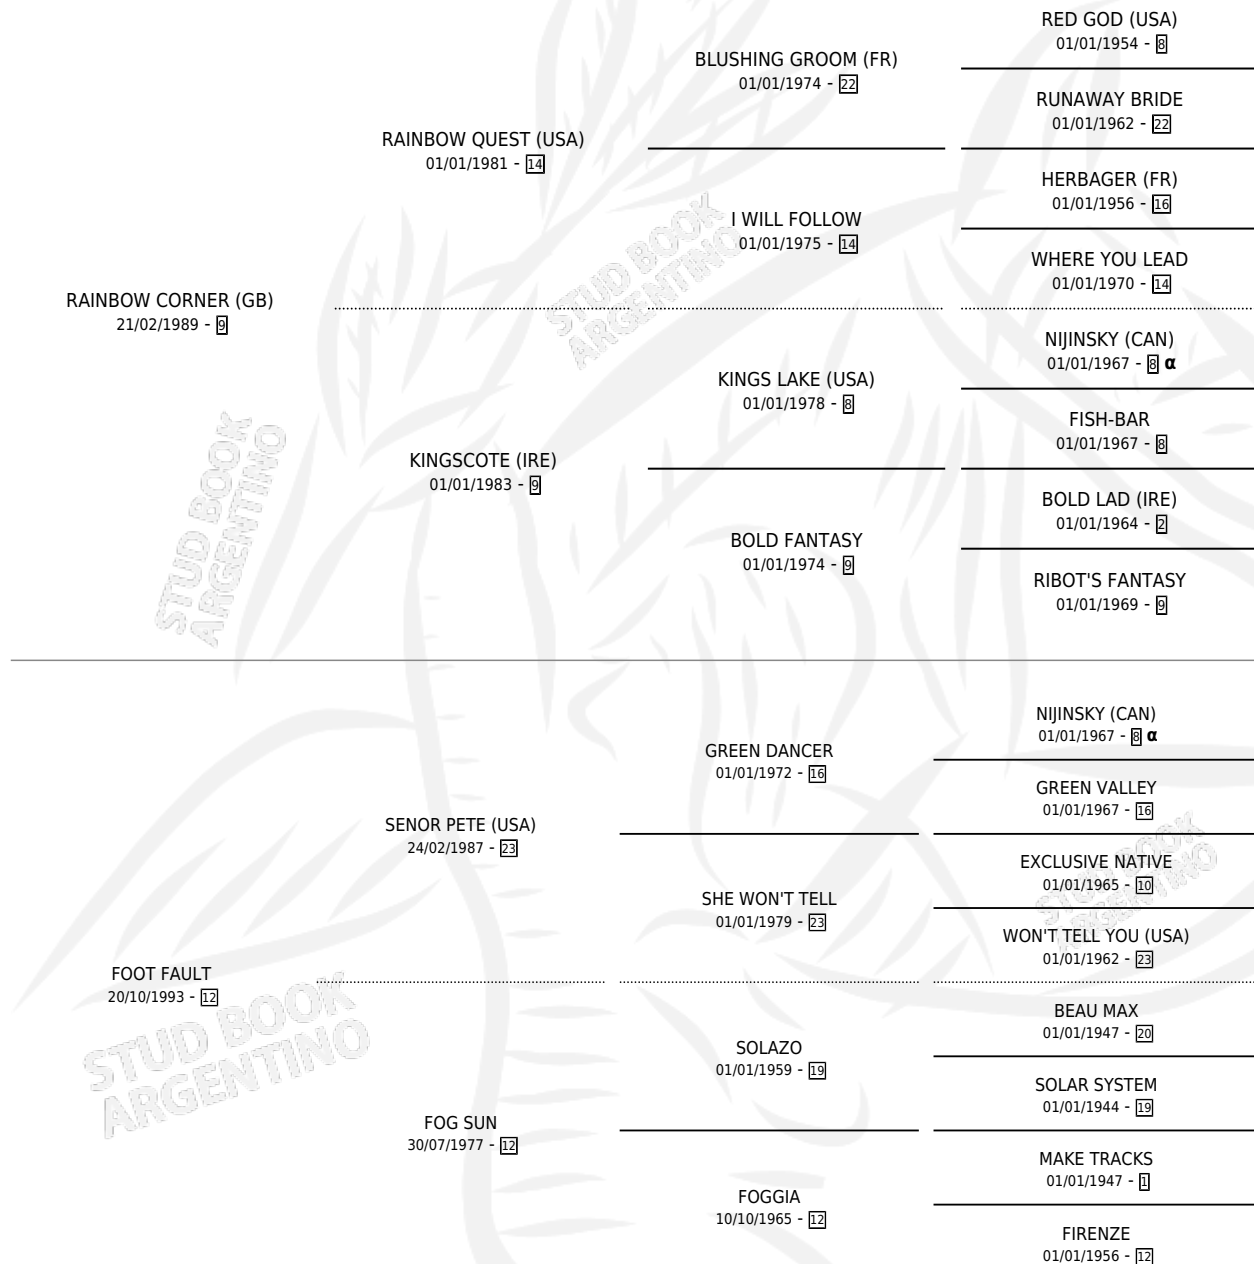 RED GOD (USA)
01/01/1954 - 8
BLUSHING GROOM (FR)
01/01/1974 - 22
RUNAWAY BRIDE
01/01/1962 - 22
RAINBOW QUEST (USA)
01/01/1981 - 14
HERBAGER (FR)
01/01/1956 - 16
I WILL FOLLOW
01/01/1975 - 14
WHERE YOU LEAD
01/01/1970 - 14
RAINBOW CORNER (GB)
21/02/1989 - 9
NIJINSKY (CAN)
01/01/1967 - 8 α
KINGS LAKE (USA)
01/01/1978 - 8
FISH-BAR
01/01/1967 - 8
KINGSCOTE (IRE)
01/01/1983 - 9
BOLD LAD (IRE)
01/01/1964 - 2
BOLD FANTASY
01/01/1974 - 9
RIBOT'S FANTASY
01/01/1969 - 9
NIJINSKY (CAN)
01/01/1967 - 8 α
GREEN DANCER
01/01/1972 - 16
GREEN VALLEY
01/01/1967 - 16
SENOR PETE (USA)
24/02/1987 - 23
EXCLUSIVE NATIVE
01/01/1965 - 10
SHE WON'T TELL
01/01/1979 - 23
WON'T TELL YOU (USA)
01/01/1962 - 23
FOOT FAULT
20/10/1993 - 12
BEAU MAX
01/01/1947 - 20
SOLAZO
01/01/1959 - 19
SOLAR SYSTEM
01/01/1944 - 19
FOG SUN
30/07/1977 - 12
MAKE TRACKS
01/01/1947 - 1
FOGGIA
10/10/1965 - 12
FIRENZE
01/01/1956 - 12
STUD BOOK
ARGENTINO
STUD BOOK
ARGENTINO
STUD BOOK
ARGENTINO
STUD BOOK
ARGENTINO